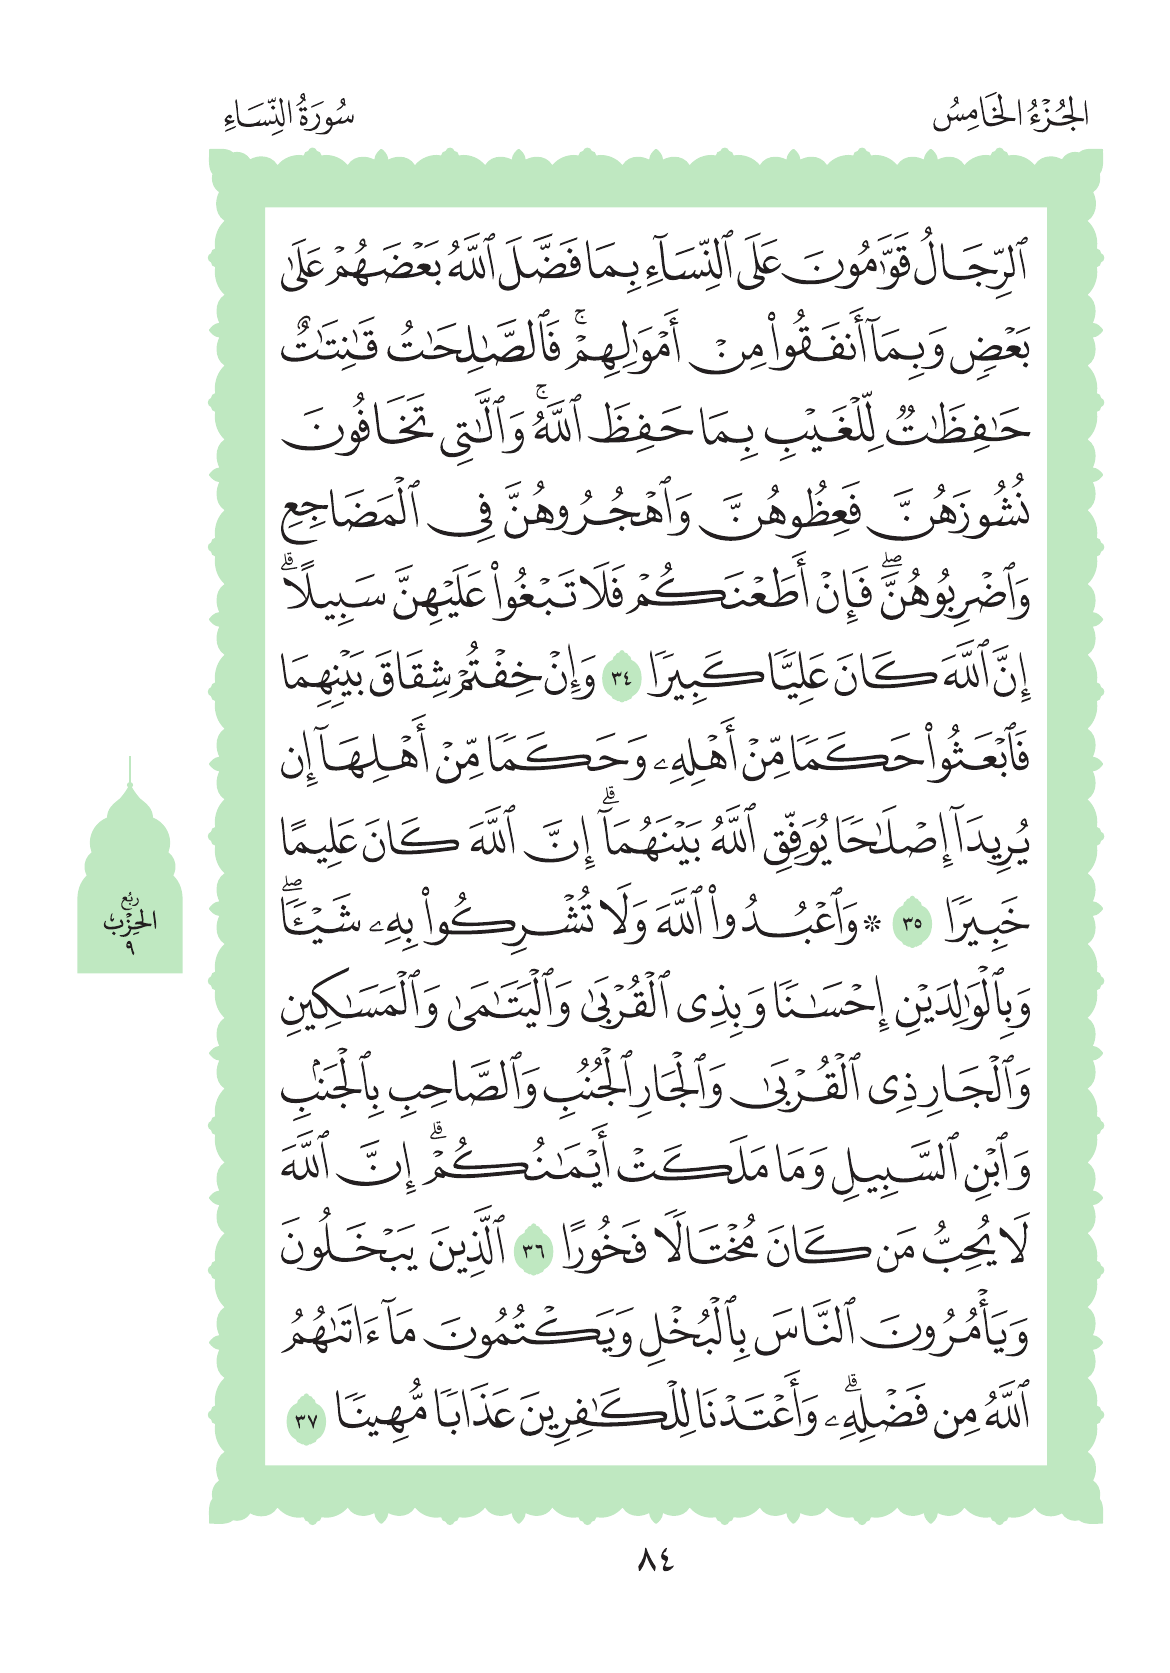 الجُزْءُ الخَامِسُ
سُورَةُ النِّسَاءِ
ٱلرِّجَالُ قَوَّٰمُونَ عَلَى ٱلنِّسَآءِ بِمَا فَضَّلَ ٱللَّهُ بَعْضَهُمْ عَلَىٰ
بَعْضٍ وَبِمَآ أَنفَقُوا۟ مِنْ أَمْوَٰلِهِمْ ۚ فَٱلصَّٰلِحَٰتُ قَٰنِتَٰتٌ
حَٰفِظَٰتٌ لِّلْغَيْبِ بِمَا حَفِظَ ٱللَّهُ ۚ وَٱلَّٰتِى تَخَافُونَ
نُشُوزَهُنَّ فَعِظُوهُنَّ وَٱهْجُرُوهُنَّ فِى ٱلْمَضَاجِعِ
وَٱضْرِبُوهُنَّ ۖ فَإِنْ أَطَعْنَكُمْ فَلَا تَبْغُوا۟ عَلَيْهِنَّ سَبِيلًا ۗ
إِنَّ ٱللَّهَ كَانَ عَلِيًّا كَبِيرًا ٣٤ وَإِنْ خِفْتُمْ شِقَاقَ بَيْنِهِمَا
فَٱبْعَثُوا۟ حَكَمًا مِّنْ أَهْلِهِۦ وَحَكَمًا مِّنْ أَهْلِهَآ إِن
يُرِيدَآ إِصْلَٰحًا يُوَفِّقِ ٱللَّهُ بَيْنَهُمَآ ۗ إِنَّ ٱللَّهَ كَانَ عَلِيمًا
خَبِيرًا ٣٥ ۞ وَٱعْبُدُوا۟ ٱللَّهَ وَلَا تُشْرِكُوا۟ بِهِۦ شَيْـًٔا ۖ
وَبِٱلْوَٰلِدَيْنِ إِحْسَٰنًا وَبِذِى ٱلْقُرْبَىٰ وَٱلْيَتَٰمَىٰ وَٱلْمَسَٰكِينِ
وَٱلْجَارِ ذِى ٱلْقُرْبَىٰ وَٱلْجَارِ ٱلْجُنُبِ وَٱلصَّاحِبِ بِٱلْجَنۢبِ
وَٱبْنِ ٱلسَّبِيلِ وَمَا مَلَكَتْ أَيْمَٰنُكُمْ ۗ إِنَّ ٱللَّهَ
لَا يُحِبُّ مَن كَانَ مُخْتَالًا فَخُورًا ٣٦ ٱلَّذِينَ يَبْخَلُونَ
وَيَأْمُرُونَ ٱلنَّاسَ بِٱلْبُخْلِ وَيَكْتُمُونَ مَآ ءَاتَىٰهُمُ
ٱللَّهُ مِن فَضْلِهِۦ ۗ وَأَعْتَدْنَا لِلْكَٰفِرِينَ عَذَابًا مُّهِينًا ٣٧
رُبُع
الحِزْبِ
٩
٨٤